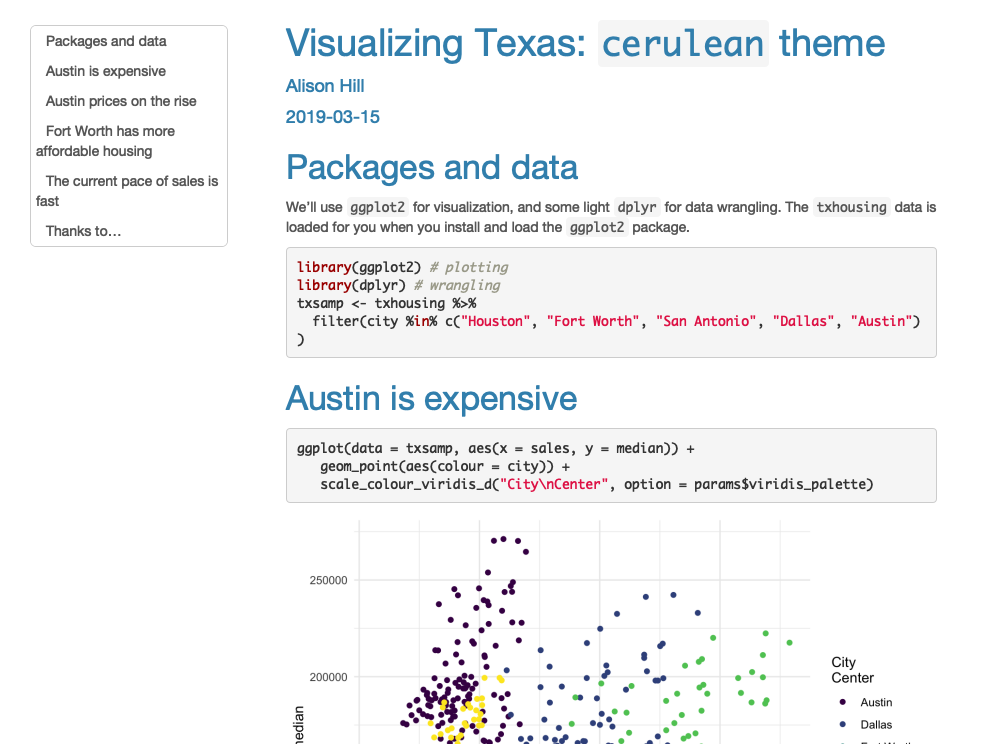 Packages and data
Austin is expensive
Austin prices on the rise
Fort Worth has more
affordable housing
The current pace of sales is
fast
Thanks to…
Visualizing Texas: cerulean theme
Alison Hill
2019-03-15
Packages and data
We’ll use ggplot2 for visualization, and some light dplyr for data wrangling. The txhousing data is
loaded for you when you install and load the ggplot2 package.
library(ggplot2) # plotting
library(dplyr) # wrangling
txsamp <- txhousing %>%
  filter(city %in% c("Houston", "Fort Worth", "San Antonio", "Dallas", "Austin")
)
Austin is expensive
ggplot(data = txsamp, aes(x = sales, y = median)) +
   geom_point(aes(colour = city)) +
   scale_colour_viridis_d("City\nCenter", option = params$viridis_palette)
250000
200000
median
City
Center
Austin
Dallas